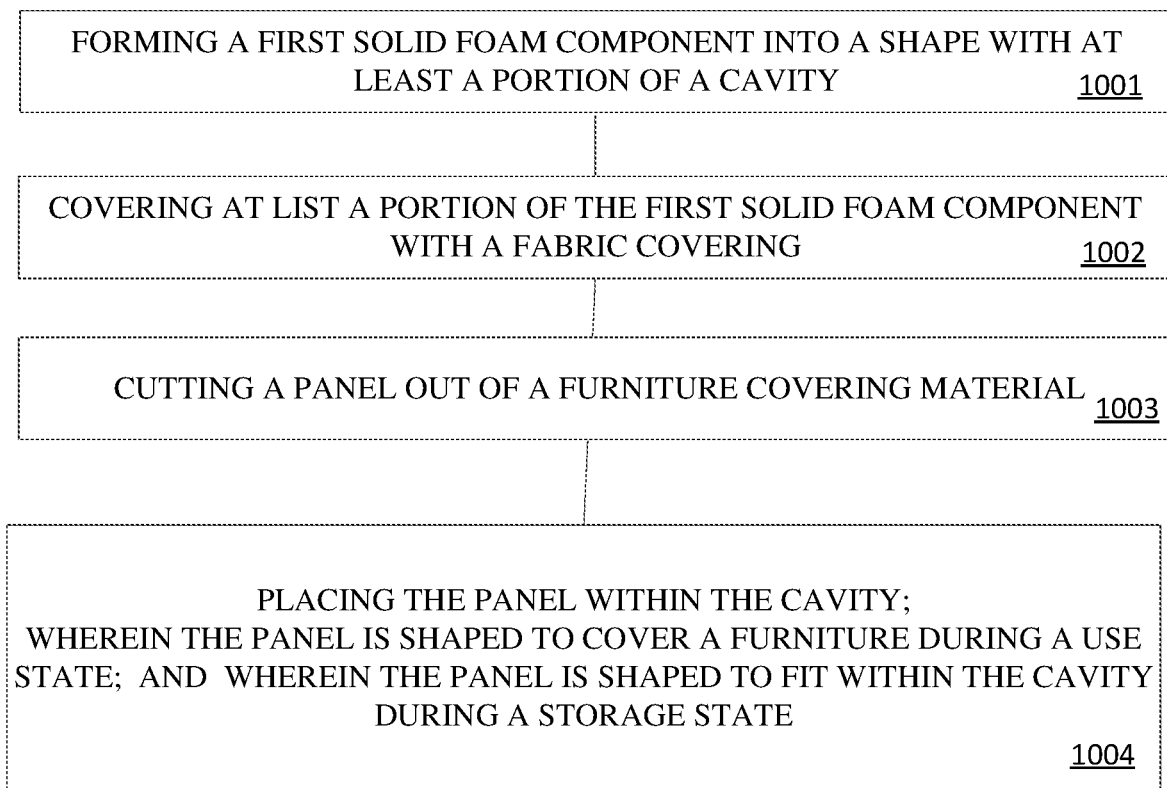 FORMING A FIRST SOLID FOAM COMPONENT INTO A SHAPE WITH AT
LEAST A PORTION OF A CAVITY
1001
COVERING AT LIST A PORTION OF THE FIRST SOLID FOAM COMPONENT
WITH A FABRIC COVERING
1002
CUTTING A PANEL OUT OF A FURNITURE COVERING MATERIAL
1003
PLACING THE PANEL WITHIN THE CAVITY;
WHEREIN THE PANEL IS SHAPED TO COVER A FURNITURE DURING A USE
STATE; AND WHEREIN THE PANEL IS SHAPED TO FIT WITHIN THE CAVITY
DURING A STORAGE STATE
1004